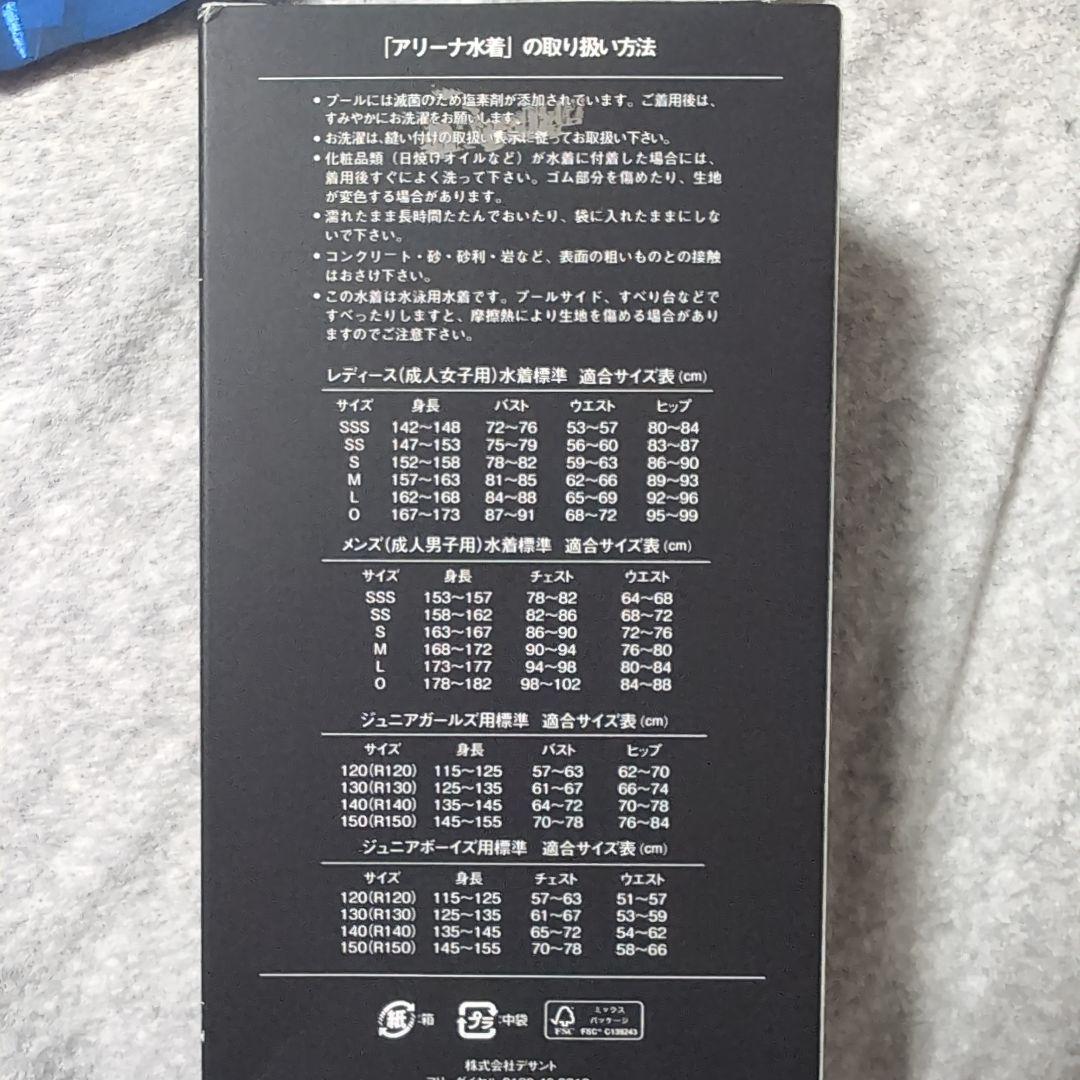 「アリーナ水着」の取り扱い方法
●プールには滅菌のため塩素剤が添加されています。ご着用後は、
すみやかにお洗濯をお願いします。
●お洗濯は、縫い付けの取扱い表示に従ってお取扱い下さい。
●化粧品類(日焼けオイルなど)が水着に付着した場合には、
着用後すぐによく洗って下さい。ゴム部分を傷めたり、生地
が変色する場合があります。
●濡れたまま長時間たたんでおいたり、袋に入れたままにしな
いで下さい。
●コンクリート・砂・砂利・岩など、表面の粗いものとの接触
はおさけ下さい。
●この水着は水泳用水着です。プールサイド、すべり台などで
すべったりしますと、摩擦熱により生地を傷める場合があり
ますのでご注意下さい。
レディース(成人女子用)水着標準 適合サイズ表(cm)
サイズ 身長 バスト ウエスト ヒップ
SSS 142～148 72～76 53～57 80～84
SS 147～153 75～79 56～60 83～87
S 152～158 78～82 59～63 86～90
M 157～163 81～85 62～66 89～93
L 162～168 84～88 65～69 92～96
O 167～173 87～91 68～72 95～99
メンズ(成人男子用)水着標準 適合サイズ表(cm)
サイズ 身長 チェスト ウエスト
SSS 153～157 78～82 64～68
SS 158～162 82～86 68～72
S 163～167 86～90 72～76
M 168～172 90～94 76～80
L 173～177 94～98 80～84
O 178～182 98～102 84～88
ジュニアガールズ用標準 適合サイズ表(cm)
サイズ 身長 バスト ヒップ
120(R120) 115～125 57～63 62～70
130(R130) 125～135 61～67 66～74
140(R140) 135～145 64～72 70～78
150(R150) 145～155 70～78 76～84
ジュニアボーイズ用標準 適合サイズ表(cm)
サイズ 身長 チェスト ウエスト
120(R120) 115～125 57～63 51～57
130(R130) 125～135 61～67 53～59
140(R140) 135～145 65～72 54～62
150(R150) 145～155 70～78 58～66
紙:箱 プラ:中袋 FSC ミックス
パッケージ
FSC™ C139243
株式会社デサント